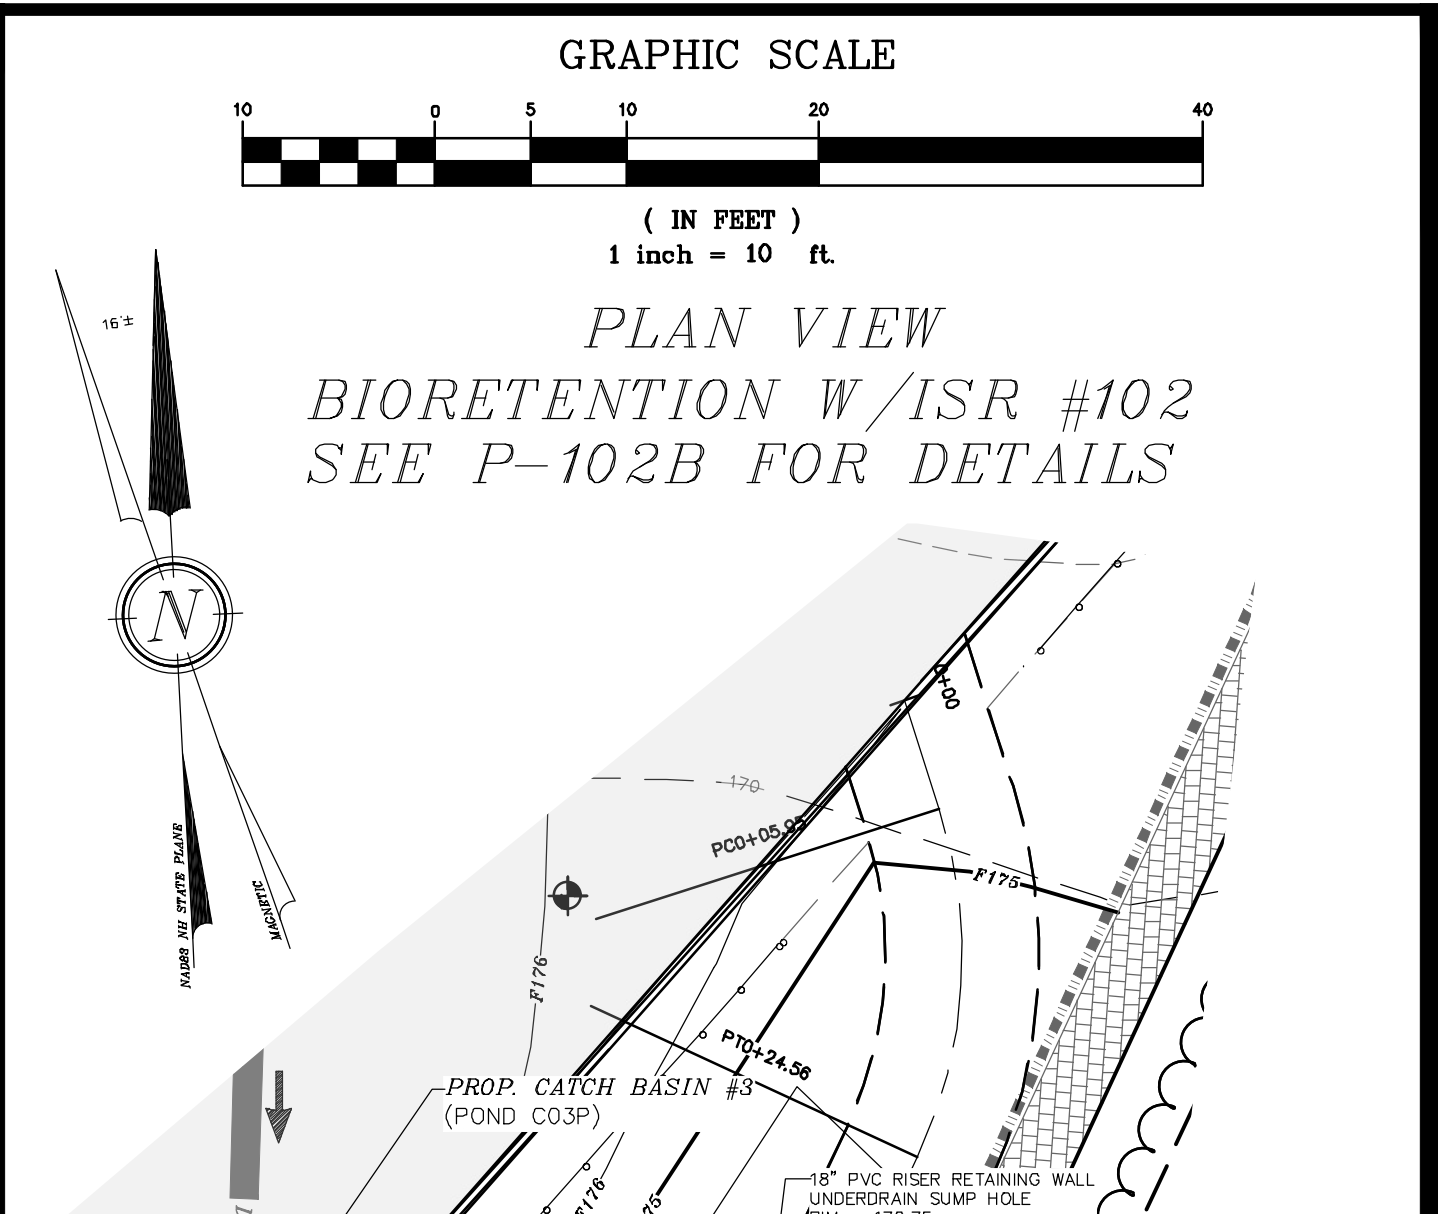 GRAPHIC SCALE
10 0 5 10 20 40
( IN FEET )
1 inch = 10 ft.
16°±
PLAN VIEW
BIORETENTION W/ISR #102
SEE P-102B FOR DETAILS
N
0+00
170
PC0+05.95
F175
NAD83 NH STATE PLANE
MAGNETIC
F176
PT0+24.56
PROP. CATCH BASIN #3
(POND C03P)
18" PVC RISER RETAINING WALL
UNDERDRAIN SUMP HOLE
F176